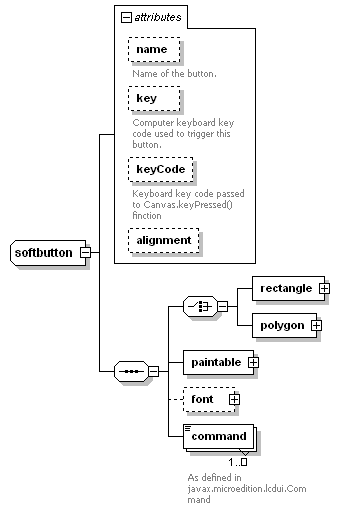 attributes
name
Name of the button.
key
Computer keyboard key
code used to trigger this
button.
keyCode
Keyboard key code passed
to Canvas.keyPressed()
finction
alignment
softbutton
rectangle
polygon
paintable
font
command
1..
As defined in
javax.microedition.lcdui.Com
mand